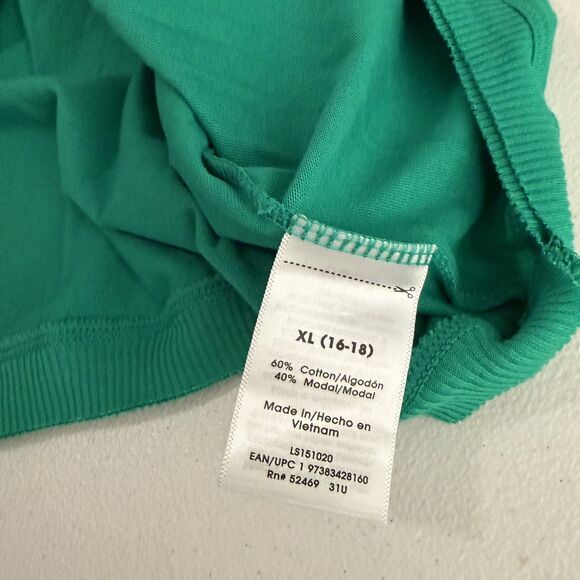 XL (16-18)
60% Cotton/Algodón
40% Modal/Modal
Made in/Hecho en
Vietnam
LS151020
EAN/UPC 1 97383428160
Rn# 52469 31U